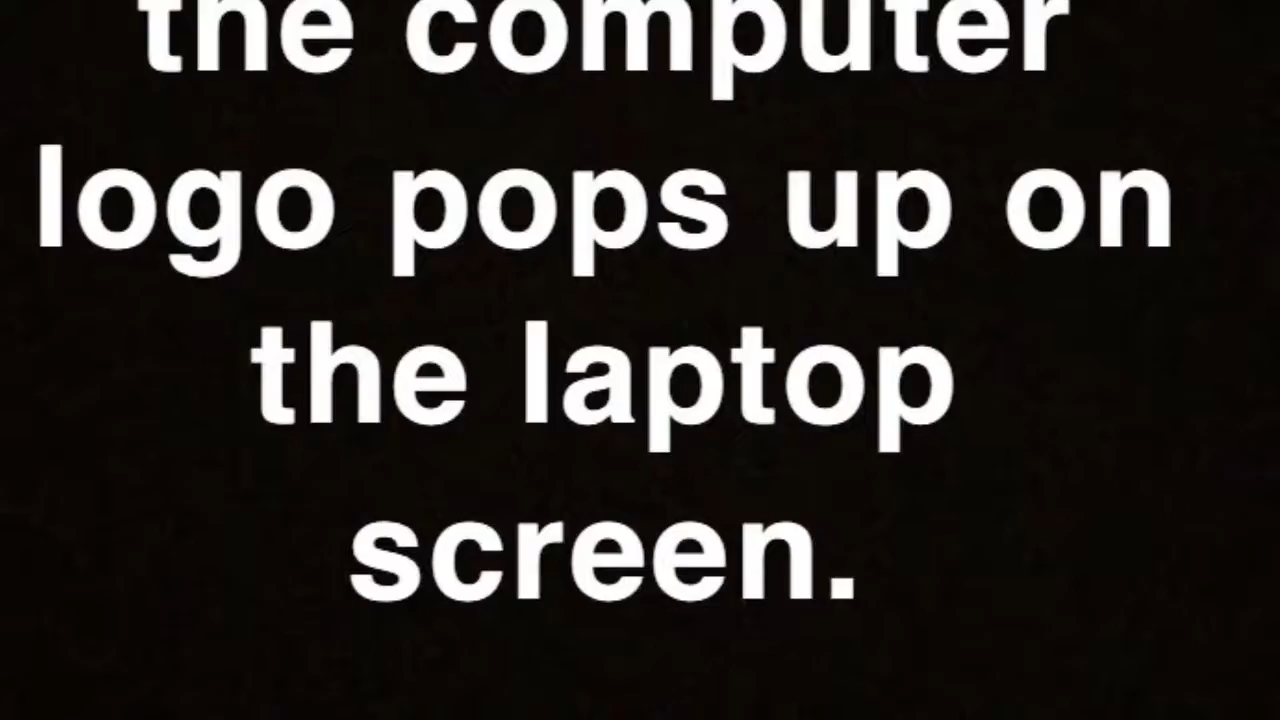 the computer
logo pops up on
the laptop
screen.